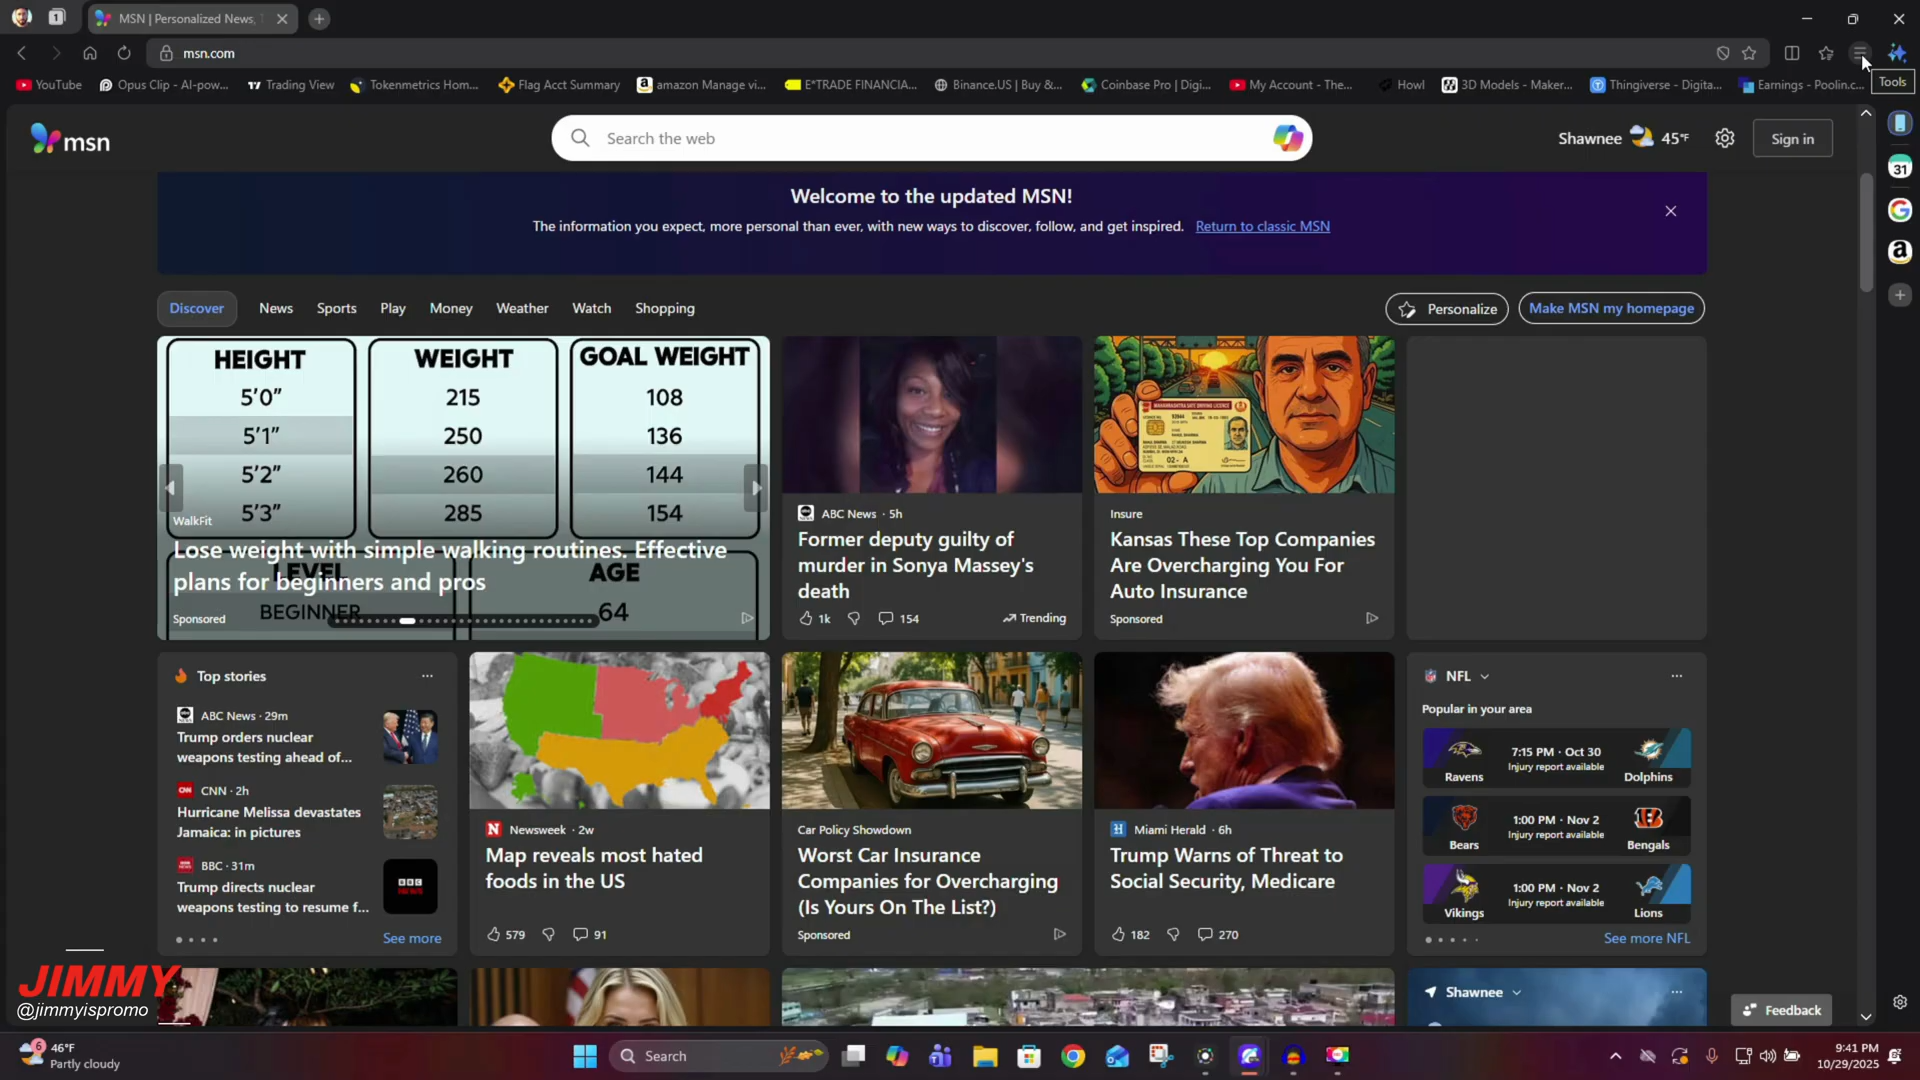 1
MSN | Personalized News,
msn.com
Tools
YouTube
Opus Clip - AI-pow...
Trading View
Tokenmetrics Hom...
Flag Acct Summary
amazon Manage vi...
E*TRADE FINANCIA...
Binance.US | Buy &...
Coinbase Pro | Digi...
My Account - The...
Howl
3D Models - Maker...
Thingiverse - Digita...
Earnings - Poolin.c...
msn
Search the web
Shawnee
45°F
Sign in
31
Welcome to the updated MSN!
The information you expect, more personal than ever, with new ways to discover, follow, and get inspired. Return to classic MSN
Discover
News
Sports
Play
Money
Weather
Watch
Shopping
Personalize
Make MSN my homepage
HEIGHT WEIGHT GOAL WEIGHT
5'0" 215 108
5'1" 250 136
5'2" 260 144
5'3" 285 154
WalkFit
Lose weight with simple walking routines. Effective
plans for beginners and pros
LEVEL AGE
BEGINNER 64
Sponsored
ABC News · 5h
Former deputy guilty of
murder in Sonya Massey's
death
1k
154
Trending
Insure
Kansas These Top Companies
Are Overcharging You For
Auto Insurance
Sponsored
Top stories
ABC News · 29m
Trump orders nuclear
weapons testing ahead of...
CNN · 2h
Hurricane Melissa devastates
Jamaica: in pictures
BBC · 31m
Trump directs nuclear
weapons testing to resume f...
BBC
See more
Newsweek · 2w
Map reveals most hated
foods in the US
579
91
Car Policy Showdown
Worst Car Insurance
Companies for Overcharging
(Is Yours On The List?)
Sponsored
Miami Herald · 6h
Trump Warns of Threat to
Social Security, Medicare
182
270
NFL
Popular in your area
7:15 PM · Oct 30
Injury report available
Ravens
Dolphins
1:00 PM · Nov 2
Injury report available
Bears
Bengals
1:00 PM · Nov 2
Injury report available
Vikings
Lions
See more NFL
Shawnee
Feedback
JIMMY
@jimmyispromo
6
46°F
Partly cloudy
Search
9:41 PM
10/29/2025